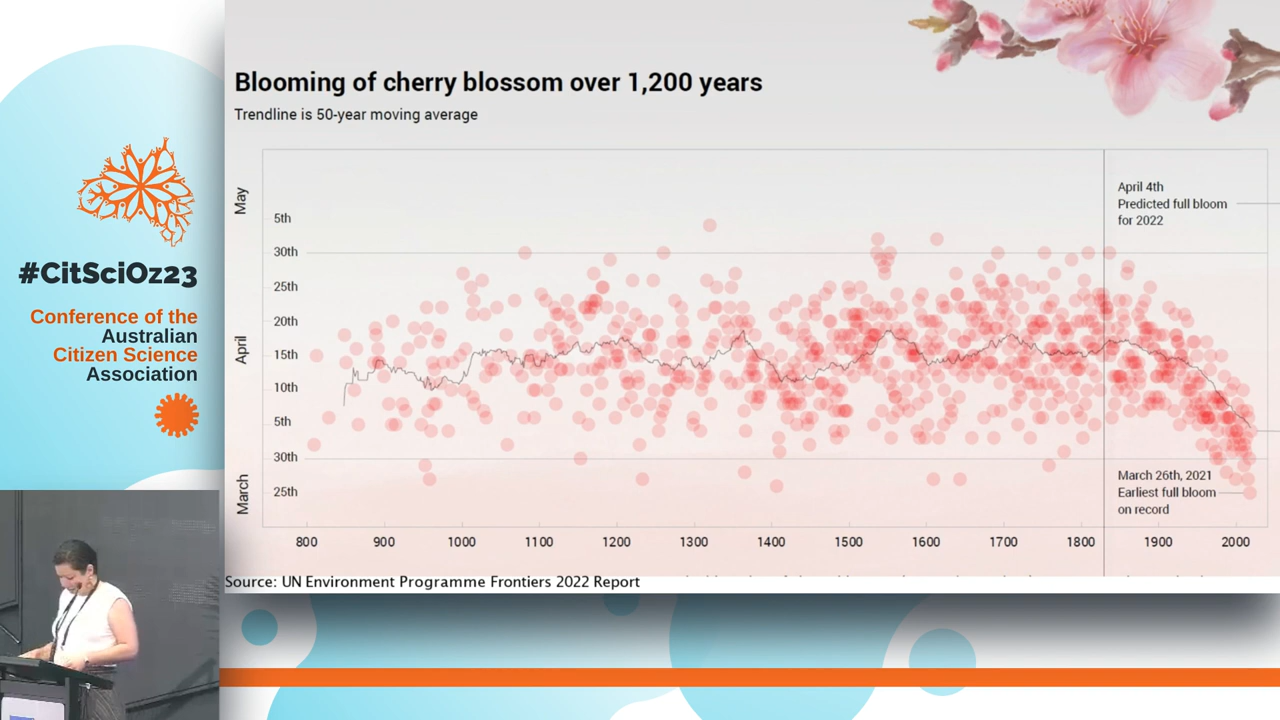 Blooming of cherry blossom over 1,200 years
Trendline is 50-year moving average
May
April
March
5th
30th
25th
20th
15th
10th
5th
30th
25th
April 4th
Predicted full bloom
for 2022
March 26th, 2021
Earliest full bloom
on record
800 900 1000 1100 1200 1300 1400 1500 1600 1700 1800 1900 2000
Source: UN Environment Programme Frontiers 2022 Report
#CitSciOz23
Conference of the
Australian
Citizen Science
Association